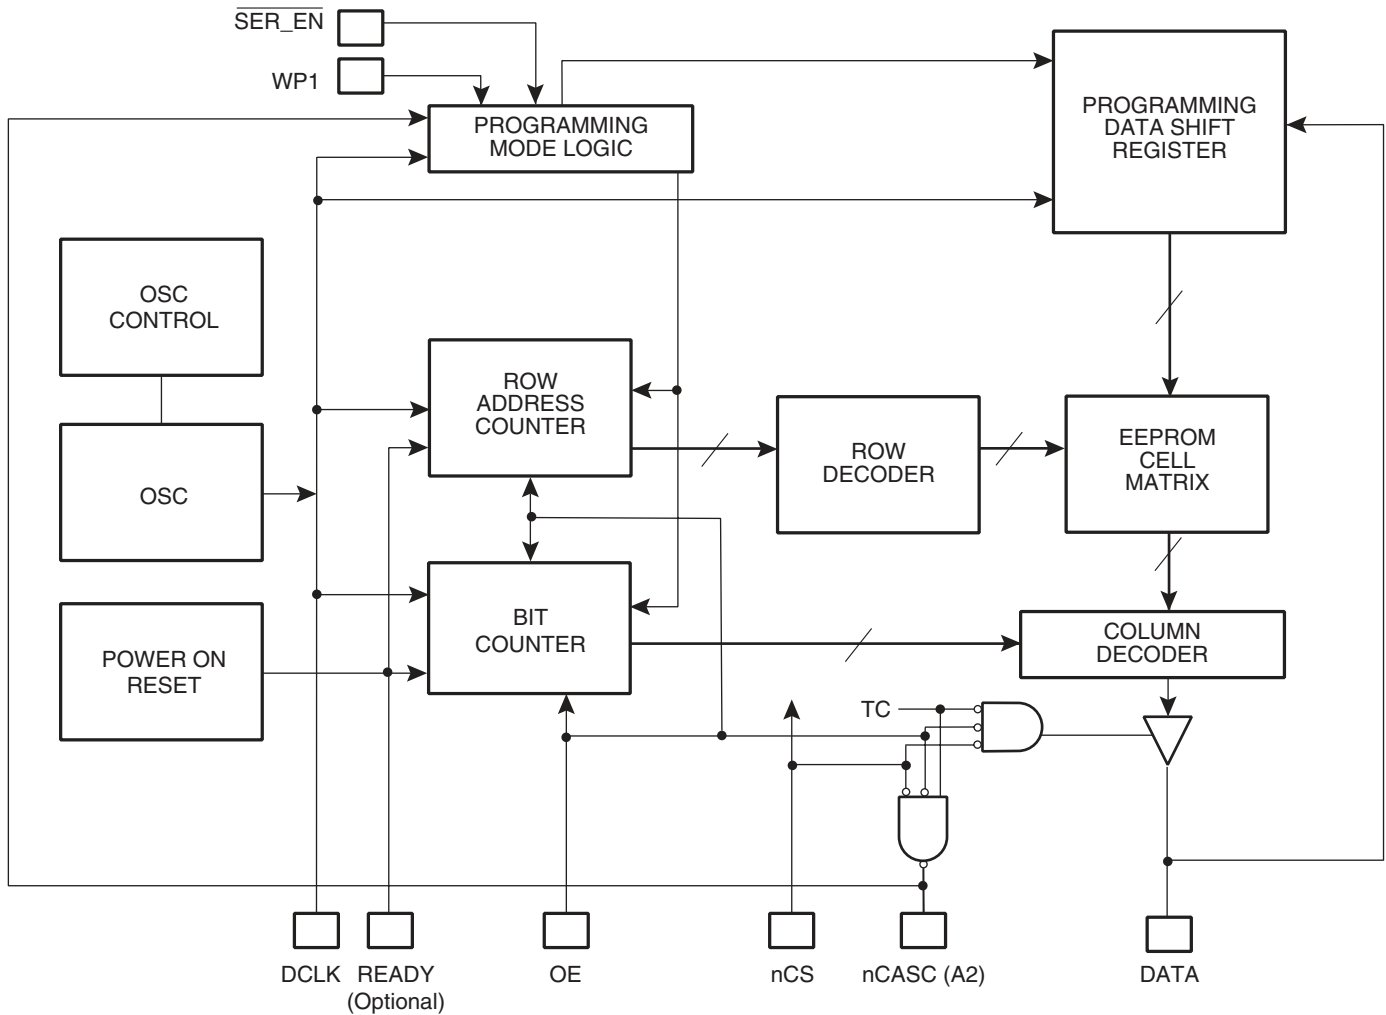 SER_EN
WP1
PROGRAMMING
MODE LOGIC
PROGRAMMING
DATA SHIFT
REGISTER
OSC
CONTROL
ROW
ADDRESS
COUNTER
ROW
DECODER
EEPROM
CELL
MATRIX
OSC
BIT
COUNTER
COLUMN
DECODER
POWER ON
RESET
TC
DCLK
READY
(Optional)
OE
nCS
nCASC (A2)
DATA